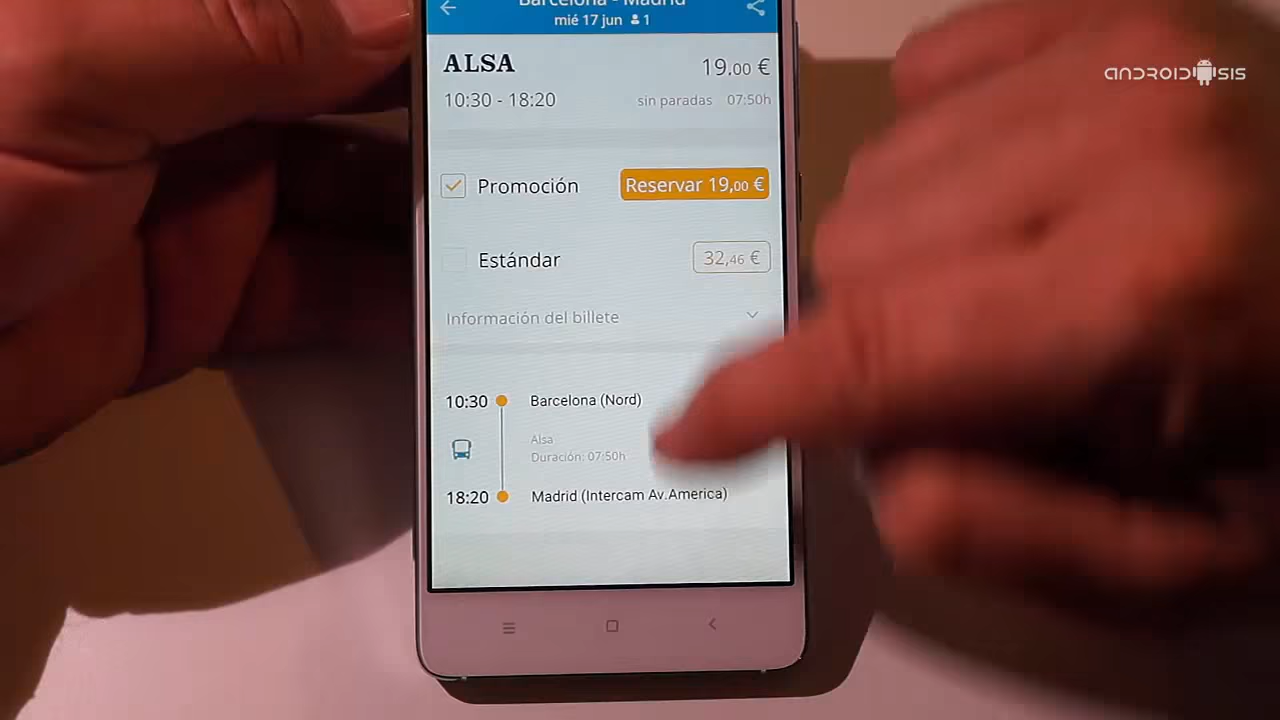 Barcelona - Madrid
mié 17 jun 1
ALSA 19,00 €
10:30 - 18:20 sin paradas 07:50h
Promoción Reservar 19,00 €
Estándar 32,46 €
Información del billete
10:30 Barcelona (Nord)
Alsa
Duración: 07:50h
18:20 Madrid (Intercam Av.America)
ANDROIDSIS